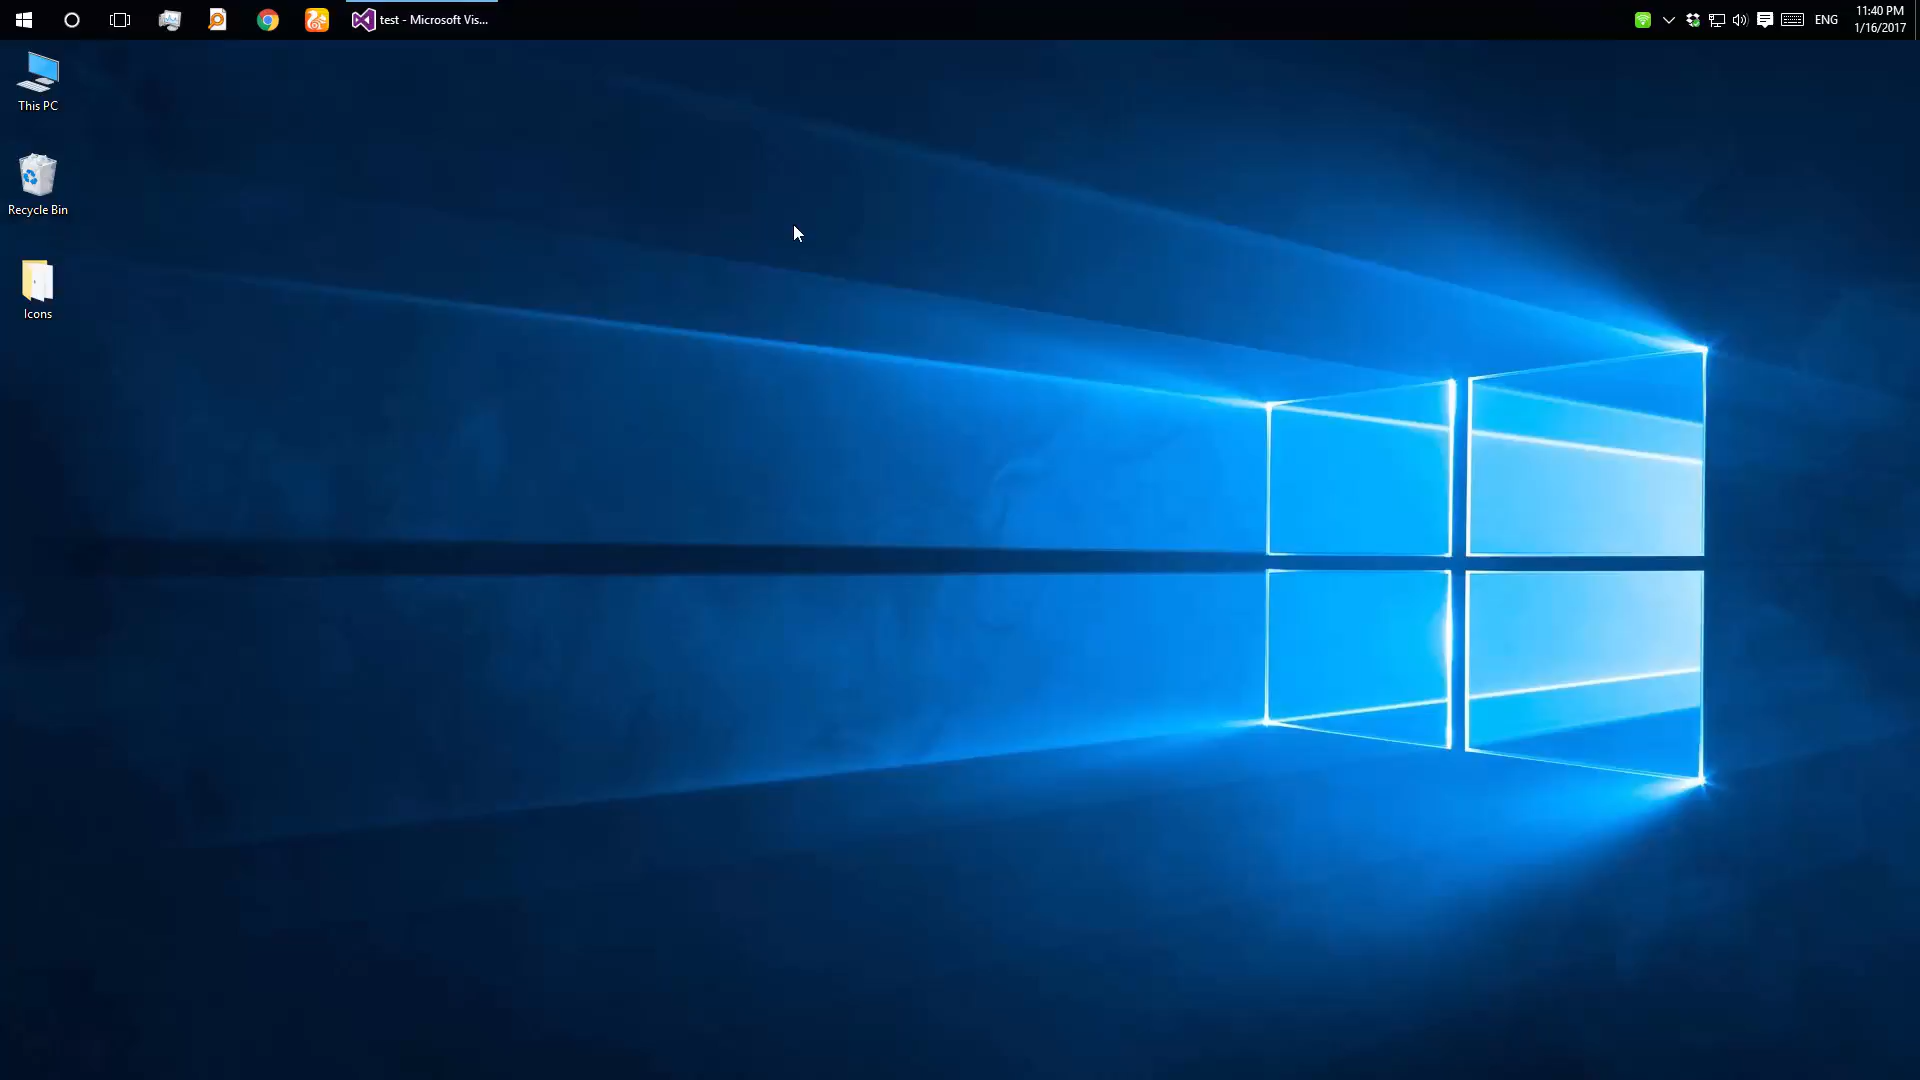 test - Microsoft Vis...
ENG
11:40 PM
1/16/2017
This PC
Recycle Bin
Icons